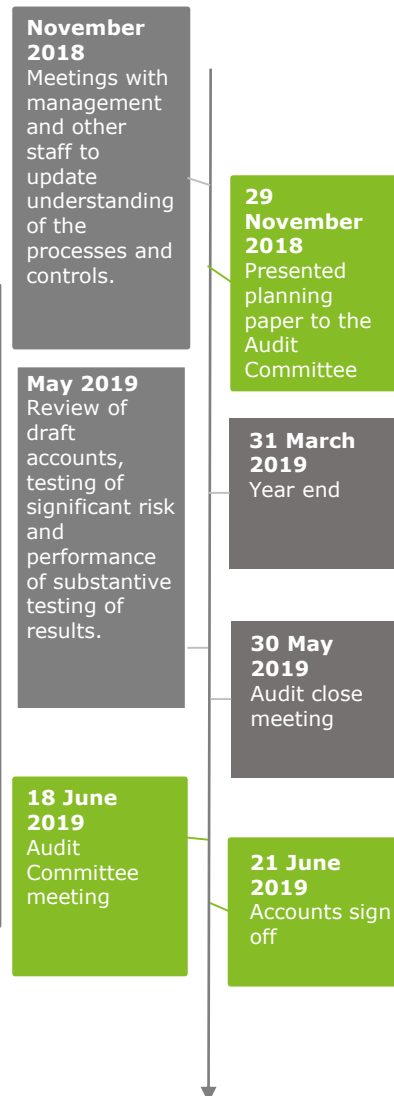 November
2018
Meetings with
management
and other
staff to
update
understanding
of the
processes and
controls.
29
November
2018
Presented
planning
paper to the
Audit
Committee
May 2019
Review of
draft
accounts,
testing of
significant risk
and
performance
of substantive
testing of
results.
31 March
2019
Year end
30 May
2019
Audit close
meeting
18 June
2019
Audit
Committee
meeting
21 June
2019
Accounts sign
off